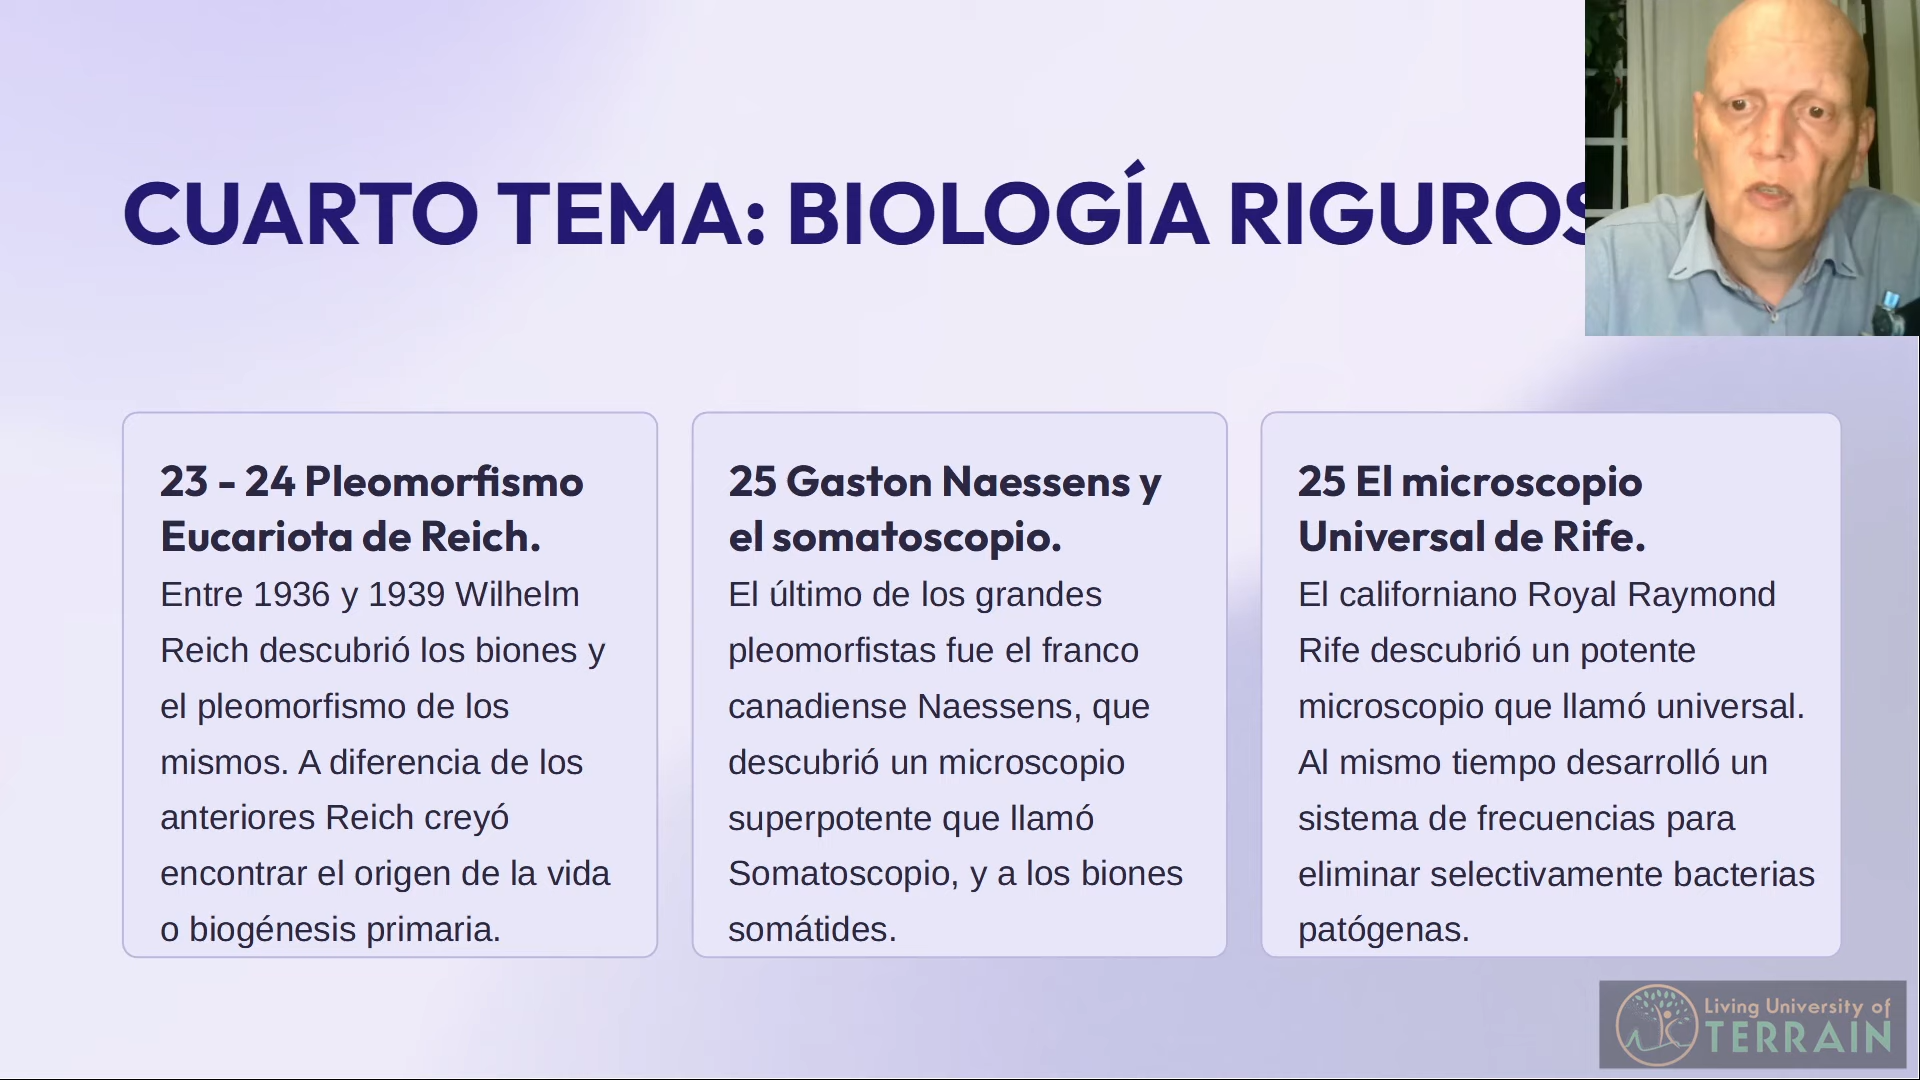 CUARTO TEMA: BIOLOGÍA RIGUROS
23 - 24 Pleomorfismo
Eucariota de Reich.
Entre 1936 y 1939 Wilhelm
Reich descubrió los biones y
el pleomorfismo de los
mismos. A diferencia de los
anteriores Reich creyó
encontrar el origen de la vida
o biogénesis primaria.
25 Gaston Naessens y
el somatoscopio.
El último de los grandes
pleomorfistas fue el franco
canadiense Naessens, que
descubrió un microscopio
superpotente que llamó
Somatoscopio, y a los biones
somátides.
25 El microscopio
Universal de Rife.
El californiano Royal Raymond
Rife descubrió un potente
microscopio que llamó universal.
Al mismo tiempo desarrolló un
sistema de frecuencias para
eliminar selectivamente bacterias
patógenas.
Living University of
TERRAIN